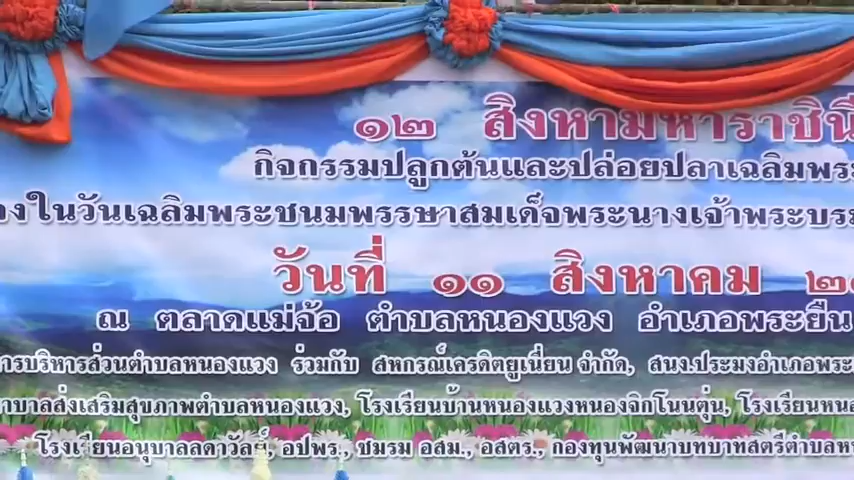 ๑๒ สิงหามหาราชินี
กิจกรรมปลูกต้นและปล่อยปลาเฉลิมพระ
างในวันเฉลิมพระชนมพรรษาสมเด็จพระนางเจ้าพระบรม
วันที่ ๑๑ สิงหาคม ๒๕
ณ ตลาดแม่จ้อ ตำบลหนองแวง อำเภอพระยืน
ารบริหารส่วนตำบลหนองแวง ร่วมกับ สหกรณ์เครดิตยูเนี่ยน จำกัด, สนง.ประมงอำเภอพระ
าบาลส่งเสริมสุขภาพตำบลหนองแวง, โรงเรียนบ้านหนองแวงสิกโนนทุ่น, โรงเรียนหน
โรงเรียนอนุบาลลดาวัลย์, อปพร., ชมรม อสม., อสตร., กองทุนพัฒนาบทบาทสตรีตำบล